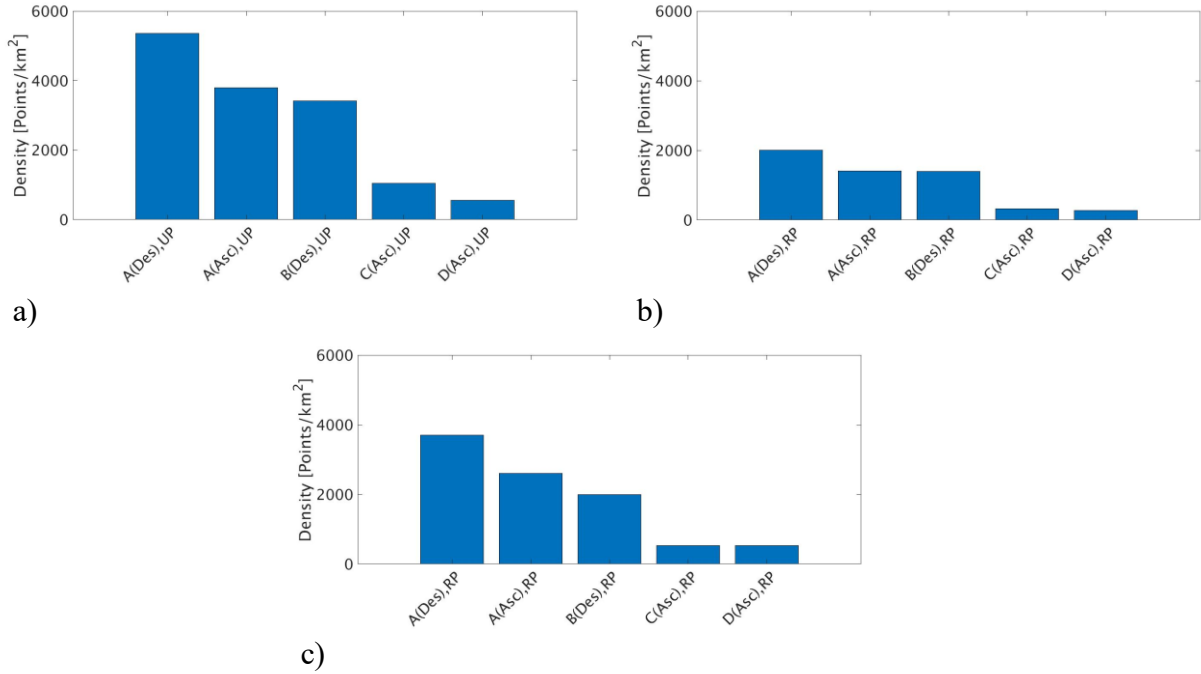 Density [Points/km²]
6000
4000
2000
0
A(Des),UP
A(Asc),UP
B(Des),UP
C(Asc),UP
D(Asc),UP
a)
Density [Points/km²]
6000
4000
2000
0
A(Des),RP
A(Asc),RP
B(Des),RP
C(Asc),RP
D(Asc),RP
b)
Density [Points/km²]
6000
4000
2000
0
A(Des),RP
A(Asc),RP
B(Des),RP
C(Asc),RP
D(Asc),RP
c)